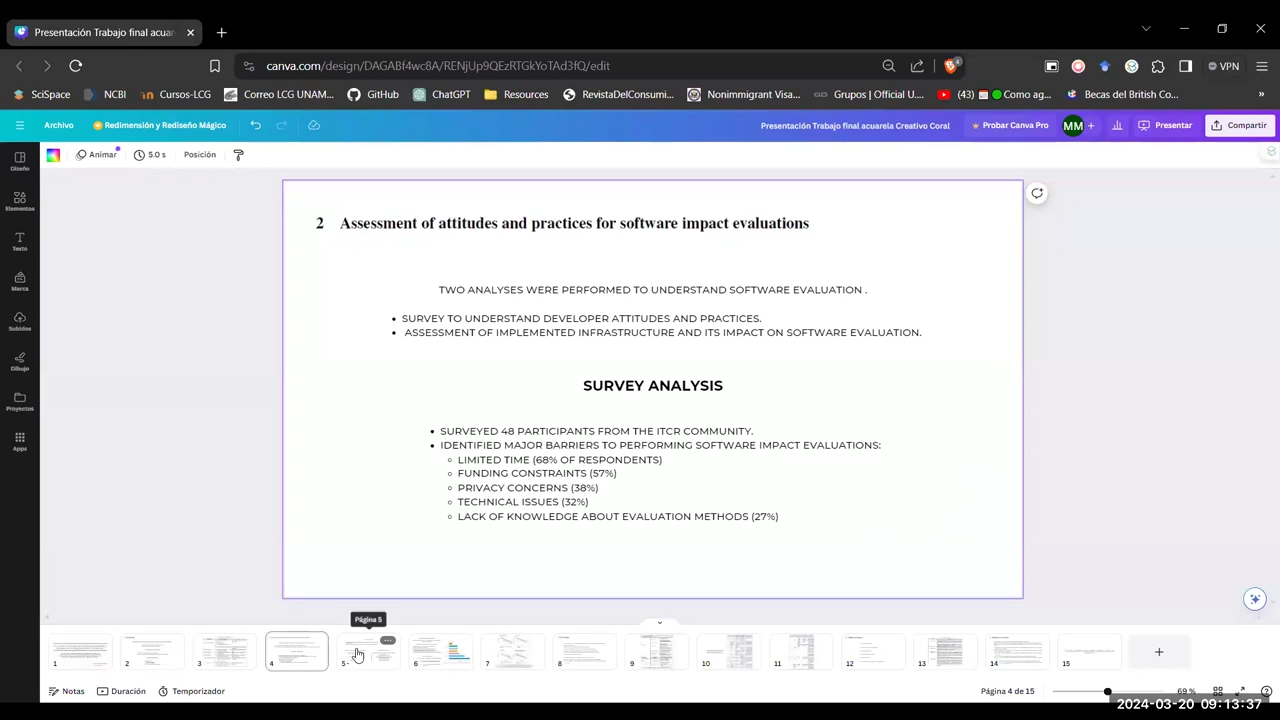 Presentación Trabajo final acuar
canva.com/design/DAGABf4wc8A/RENjUp9QEzRTGkYoTAd3fQ/edit
4
VPN
SciSpace
NCBI
Cursos-LCG
Correo LCG UNAM...
GitHub
ChatGPT
Resources
RevistaDelConsumi...
Nonimmigrant Visa...
Grupos | Official U...
(43)
Como ag...
Becas del British Co...
»
Archivo
Redimensión y Rediseño Mágico
Presentación Trabajo final acuarela Creativo Coral
Probar Canva Pro
MM
Presentar
Compartir
Animar
5.0 s
Posición
Diseño
Elementos
Texto
Marca
Subidos
Dibujo
Proyectos
Apps
2 Assessment of attitudes and practices for software impact evaluations
TWO ANALYSES WERE PERFORMED TO UNDERSTAND SOFTWARE EVALUATION .
• SURVEY TO UNDERSTAND DEVELOPER ATTITUDES AND PRACTICES.
• ASSESSMENT OF IMPLEMENTED INFRASTRUCTURE AND ITS IMPACT ON SOFTWARE EVALUATION.
SURVEY ANALYSIS
• SURVEYED 48 PARTICIPANTS FROM THE ITCR COMMUNITY.
• IDENTIFIED MAJOR BARRIERS TO PERFORMING SOFTWARE IMPACT EVALUATIONS:
◦ LIMITED TIME (68% OF RESPONDENTS)
◦ FUNDING CONSTRAINTS (57%)
◦ PRIVACY CONCERNS (38%)
◦ TECHNICAL ISSUES (32%)
◦ LACK OF KNOWLEDGE ABOUT EVALUATION METHODS (27%)
Página 5
1
2
3
4
5
6
7
8
9
10
11
12
13
14
15
Notas
Duración
Temporizador
Página 4 de 15
69 %
2024-03-20 09:13:37